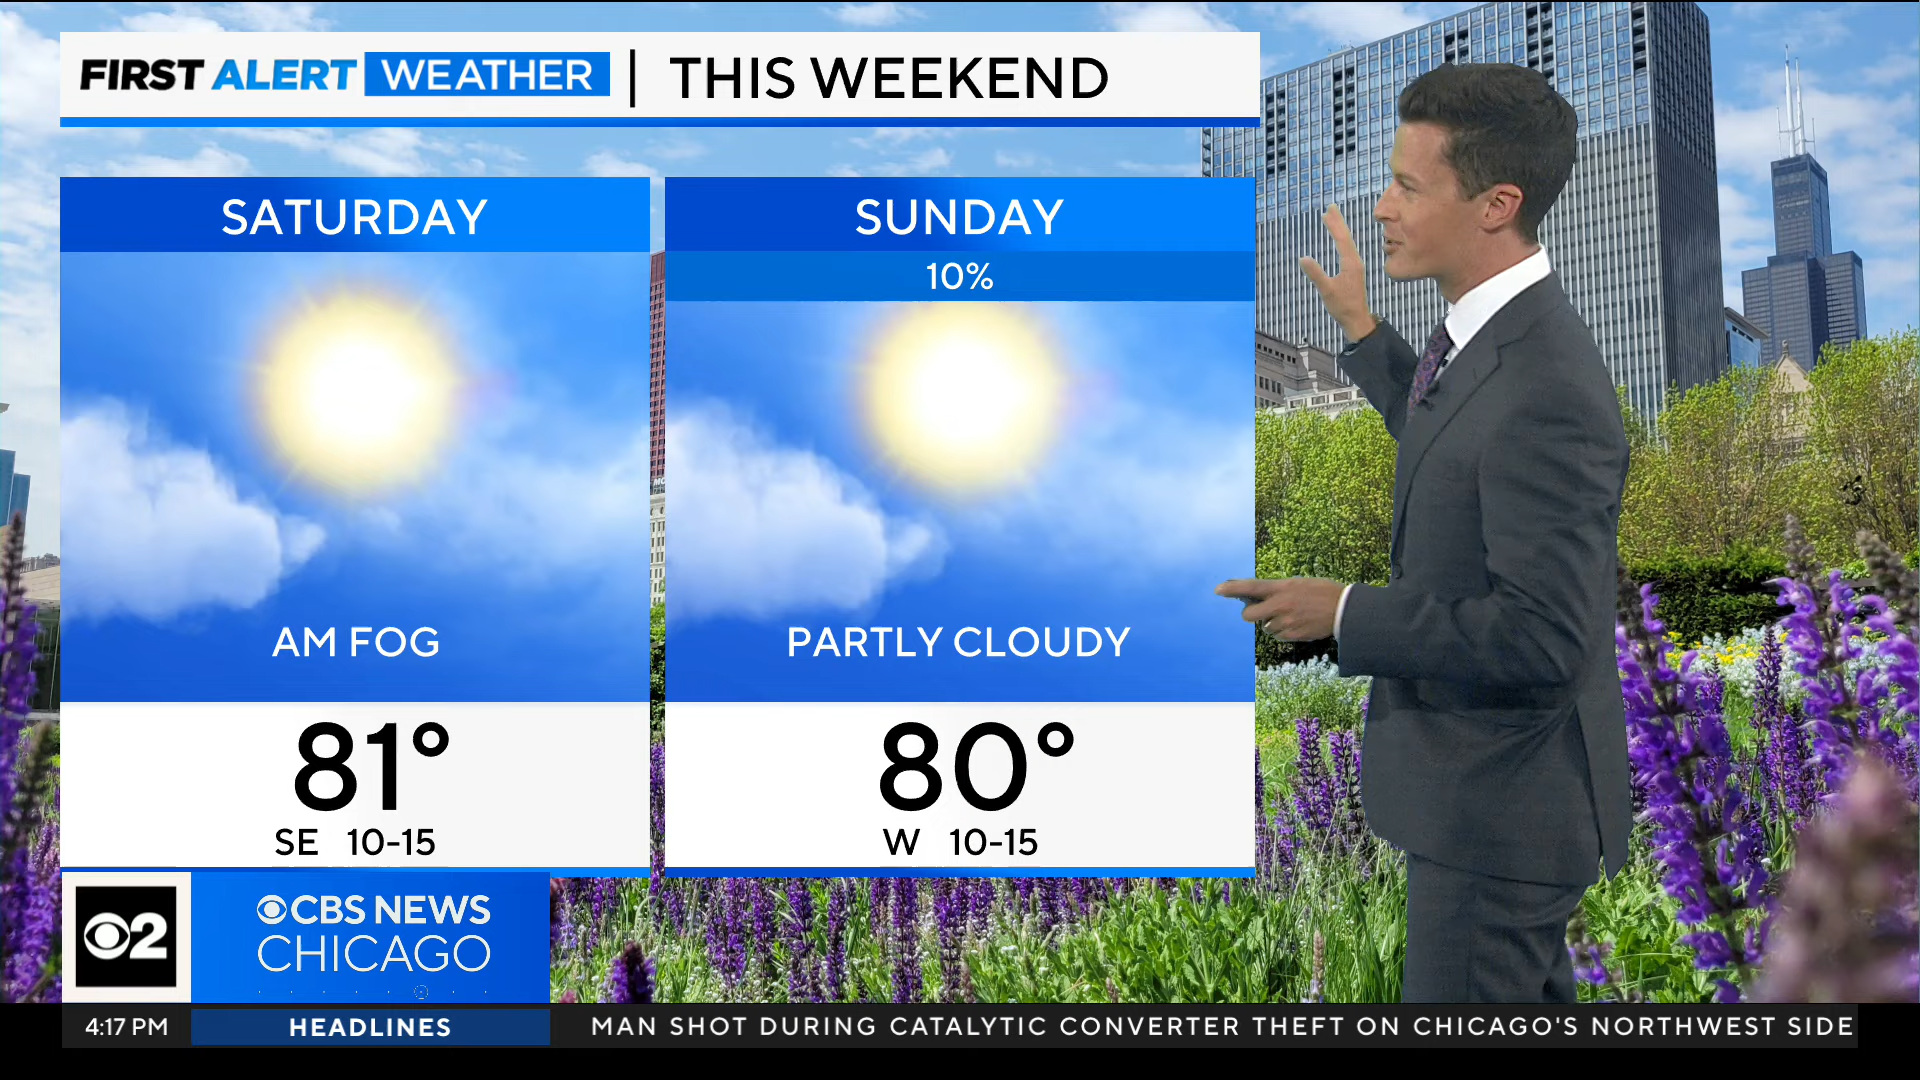 FIRST ALERT WEATHER | THIS WEEKEND
SATURDAY
AM FOG
81°
SE 10-15
SUNDAY
10%
PARTLY CLOUDY
80°
W 10-15
2
CBS NEWS
CHICAGO
4:17 PM
HEADLINES
MAN SHOT DURING CATALYTIC CONVERTER THEFT ON CHICAGO'S NORTHWEST SIDE